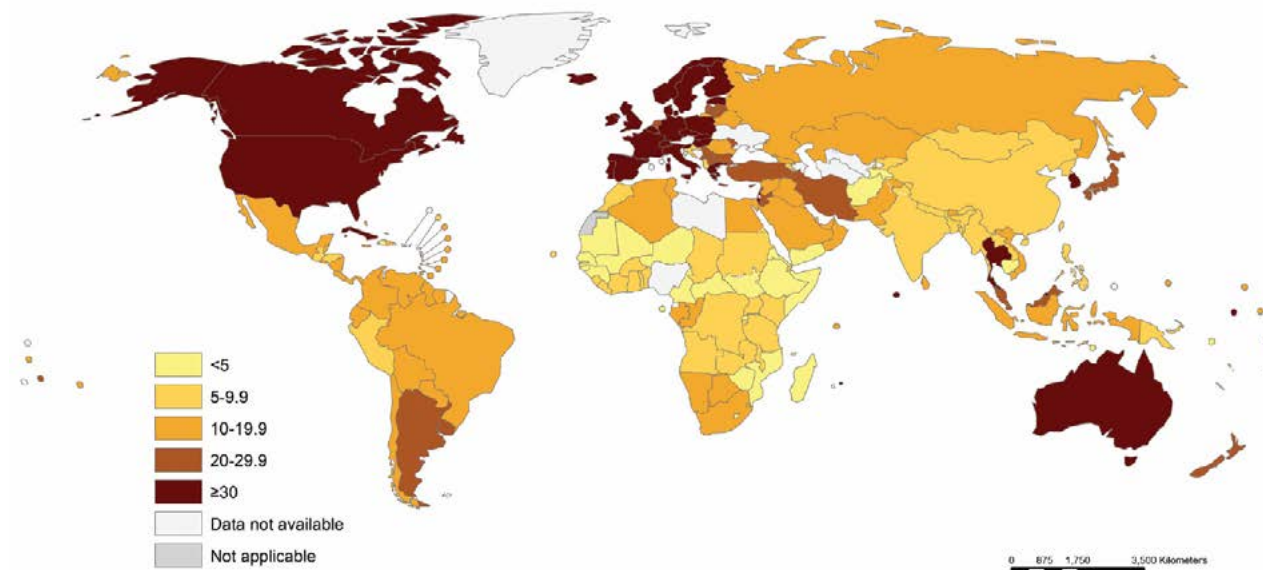 <5
5-9.9
10-19.9
20-29.9
≥30
Data not available
Not applicable
0 875 1,750 3,500 Kilometers